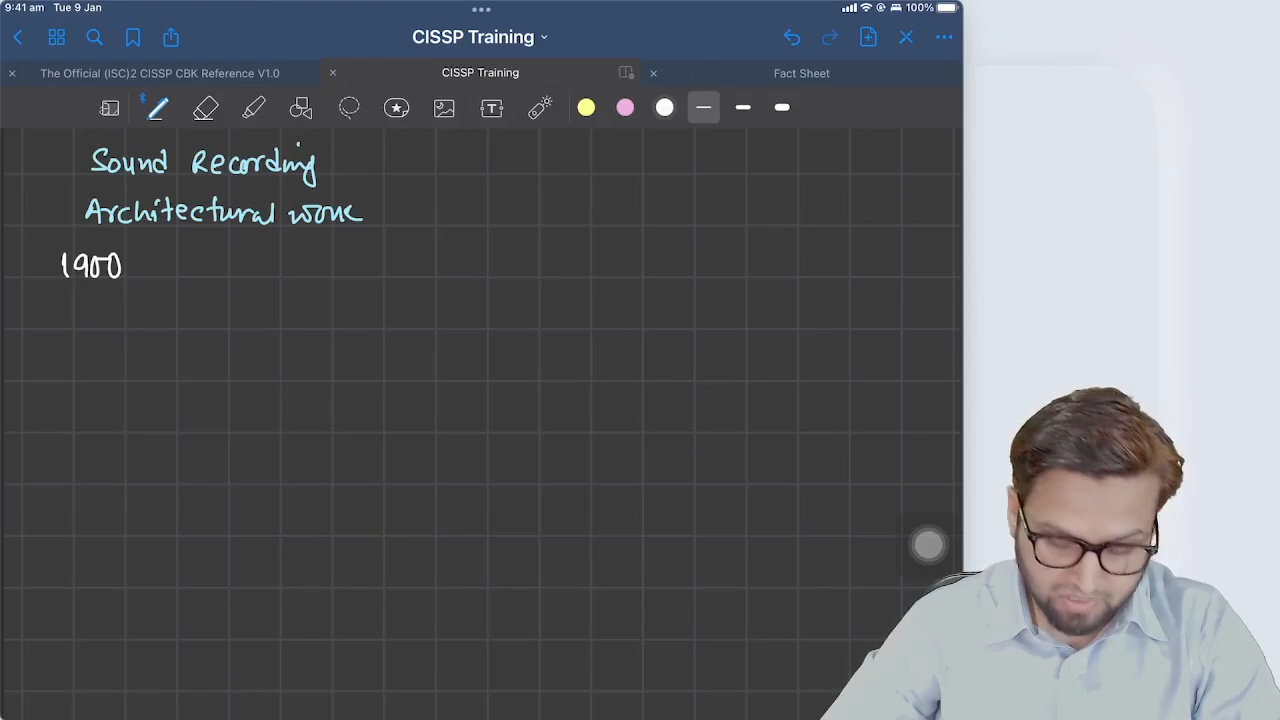 9:41 am Tue 9 Jan
100%
CISSP Training
The Official (ISC)2 CISSP CBK Reference V1.0
CISSP Training
Fact Sheet
T
Sound Recording
Architectural work
1900